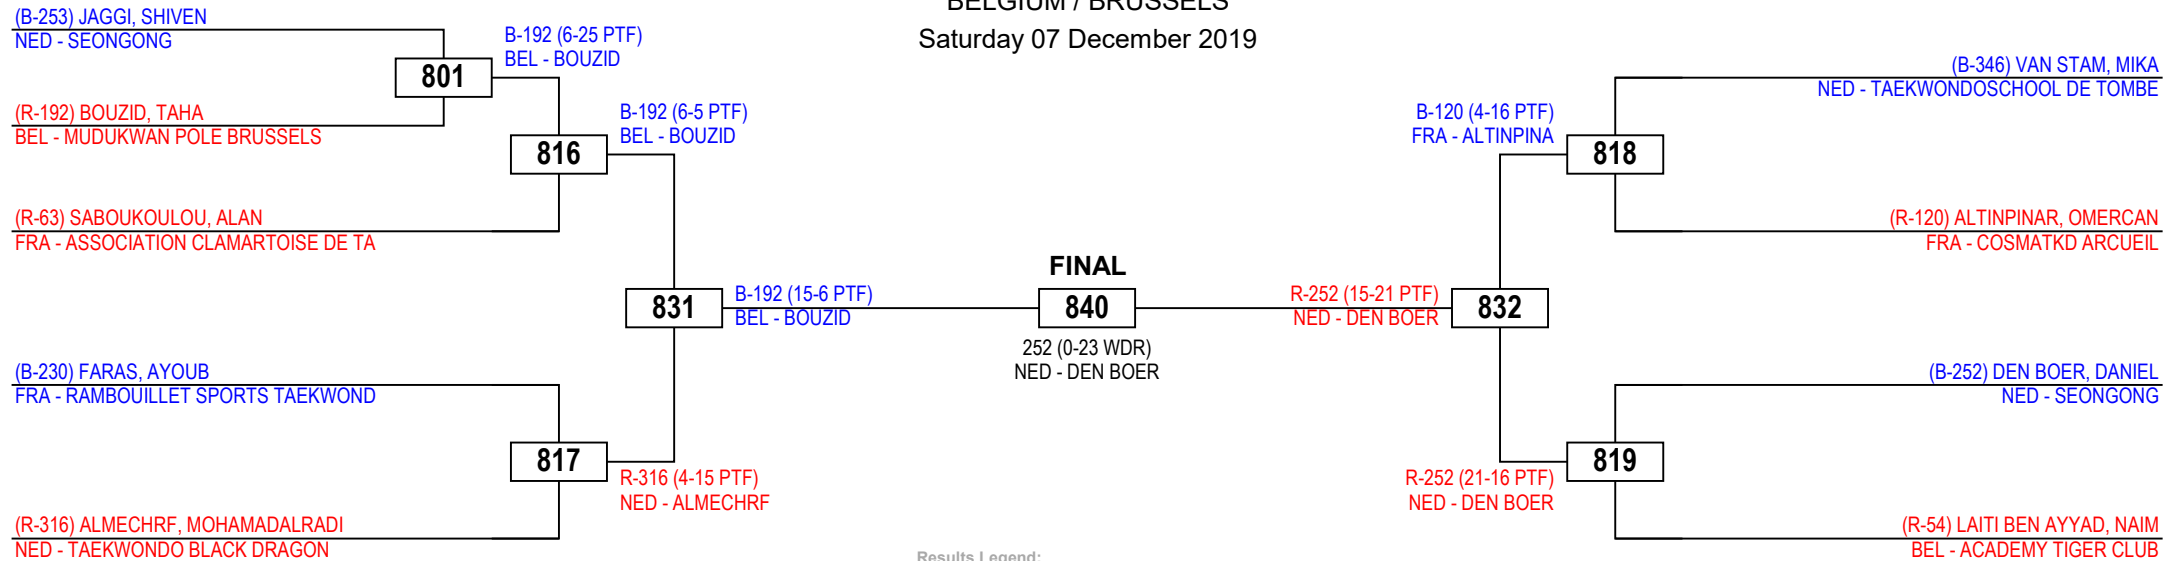 BELGIUM / BRUSSELS
Saturday 07 December 2019
(B-253) JAGGI, SHIVEN
NED - SEONGONG
B-192 (6-25 PTF)
BEL - BOUZID
801
(R-192) BOUZID, TAHA
BEL - MUDUKWAN POLE BRUSSELS
B-192 (6-5 PTF)
BEL - BOUZID
816
(R-63) SABOUKOULOU, ALAN
FRA - ASSOCIATION CLAMARTOISE DE TA
831
B-192 (15-6 PTF)
BEL - BOUZID
(B-230) FARAS, AYOUB
FRA - RAMBOUILLET SPORTS TAEKWOND
817
R-316 (4-15 PTF)
NED - ALMECHRF
(R-316) ALMECHRF, MOHAMADALRADI
NED - TAEKWONDO BLACK DRAGON
FINAL
840
252 (0-23 WDR)
NED - DEN BOER
(B-346) VAN STAM, MIKA
NED - TAEKWONDOSCHOOL DE TOMBE
B-120 (4-16 PTF)
FRA - ALTINPINA
818
(R-120) ALTINPINAR, OMERCAN
FRA - COSMATKD ARCUEIL
R-252 (15-21 PTF)
NED - DEN BOER
832
(B-252) DEN BOER, DANIEL
NED - SEONGONG
819
R-252 (21-16 PTF)
NED - DEN BOER
(R-54) LAITI BEN AYYAD, NAIM
BEL - ACADEMY TIGER CLUB
Results Legend: